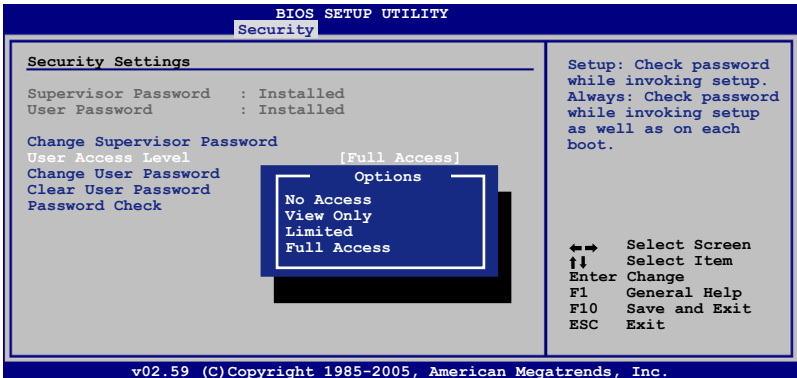 BIOS SETUP UTILITY
Security
Security Settings
Supervisor Password : Installed
User Password : Installed
Change Supervisor Password
User Access Level [Full Access]
Change User Password
Clear User Password
Password Check
Options
No Access
View Only
Limited
Full Access
Setup: Check password
while invoking setup.
Always: Check password
while invoking setup
as well as on each
boot.
Select Screen
Select Item
Enter Change
F1 General Help
F10 Save and Exit
ESC Exit
v02.59 (C)Copyright 1985-2005, American Megatrends, Inc.